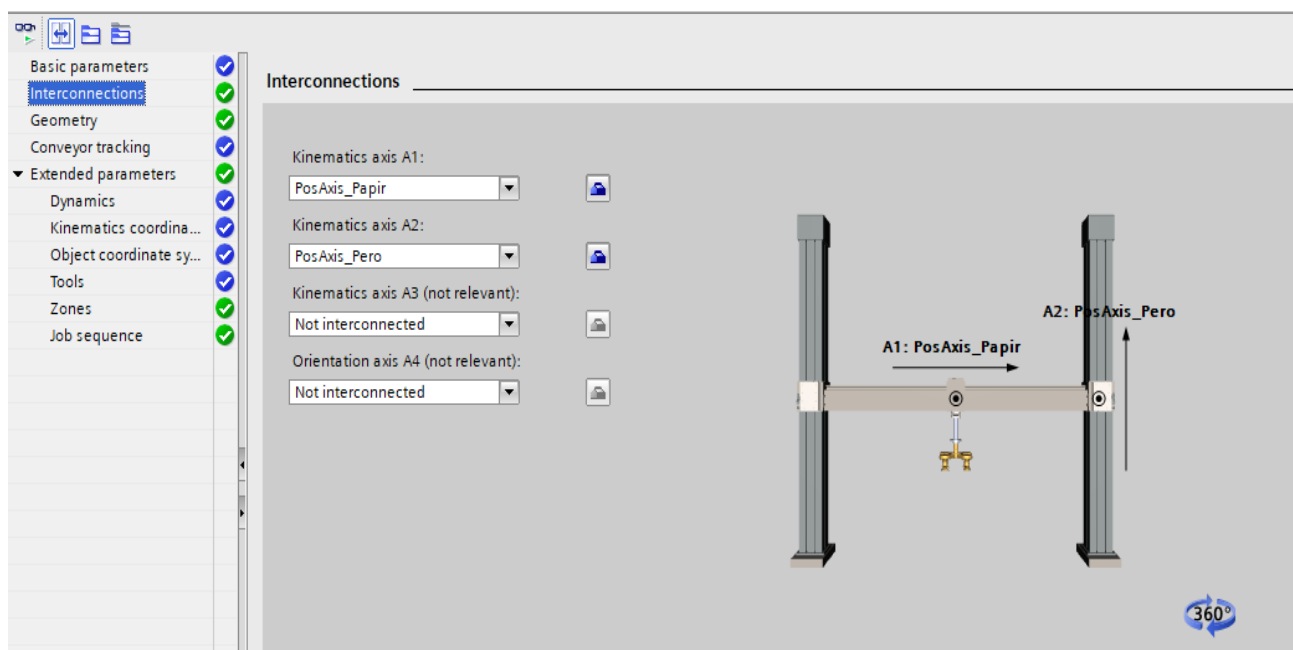 Basic parameters
Interconnections
Geometry
Conveyor tracking
Extended parameters
Dynamics
Kinematics coordina...
Object coordinate sy...
Tools
Zones
Job sequence
Interconnections
Kinematics axis A1:
PosAxis_Papir
Kinematics axis A2:
PosAxis_Pero
Kinematics axis A3 (not relevant):
Not interconnected
Orientation axis A4 (not relevant):
Not interconnected
A2: PosAxis_Pero
A1: PosAxis_Papir
360°